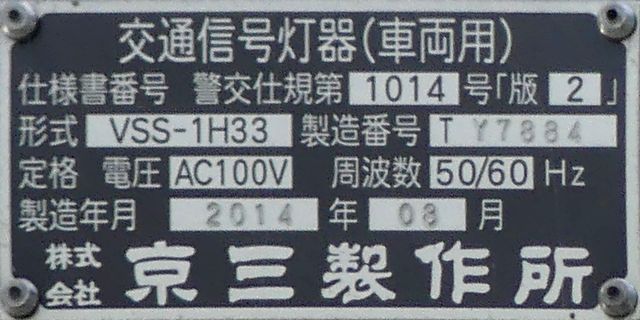 交通信号灯器(車両用)
仕様書番号 警交仕規第 1014 号「版 2 」
形式 VSS-1H33 製造番号 T Y7884
定格 電圧 AC100V 周波数 50/60 Hz
製造年月 2014 年 08 月
株式会社 京三製作所